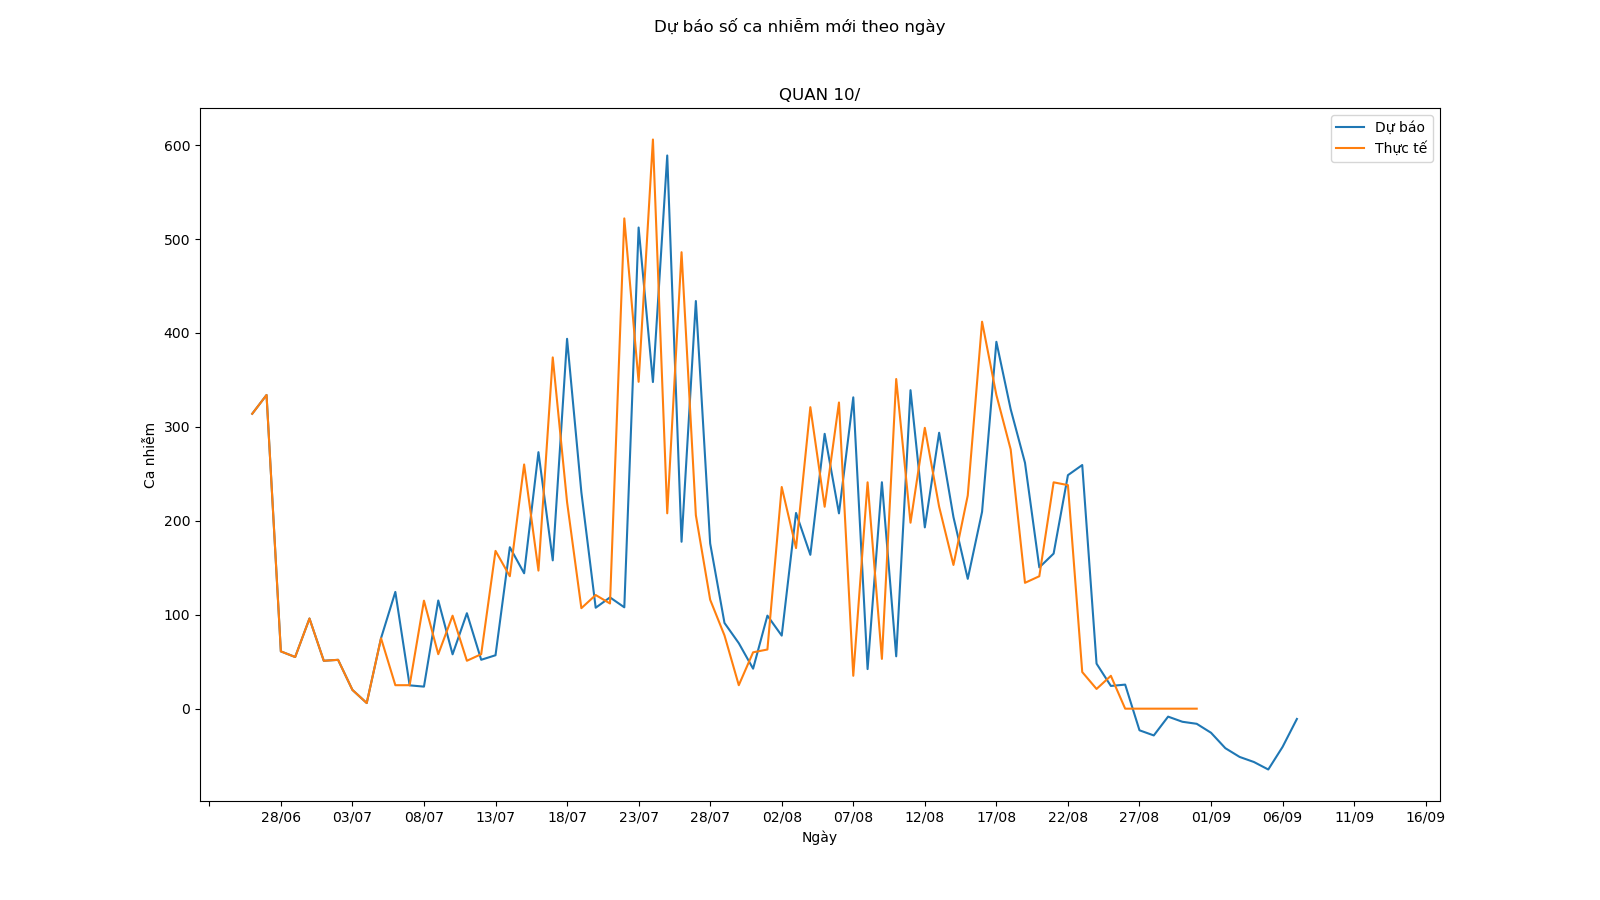 Dự báo số ca nhiễm mới theo ngày
QUAN 10/
Dự báo
Thực tế
600
500
400
300
200
100
0
Ca nhiễm
28/06 03/07 08/07 13/07 18/07 23/07 28/07 02/08 07/08 12/08 17/08 22/08 27/08 01/09 06/09 11/09 16/09
Ngày